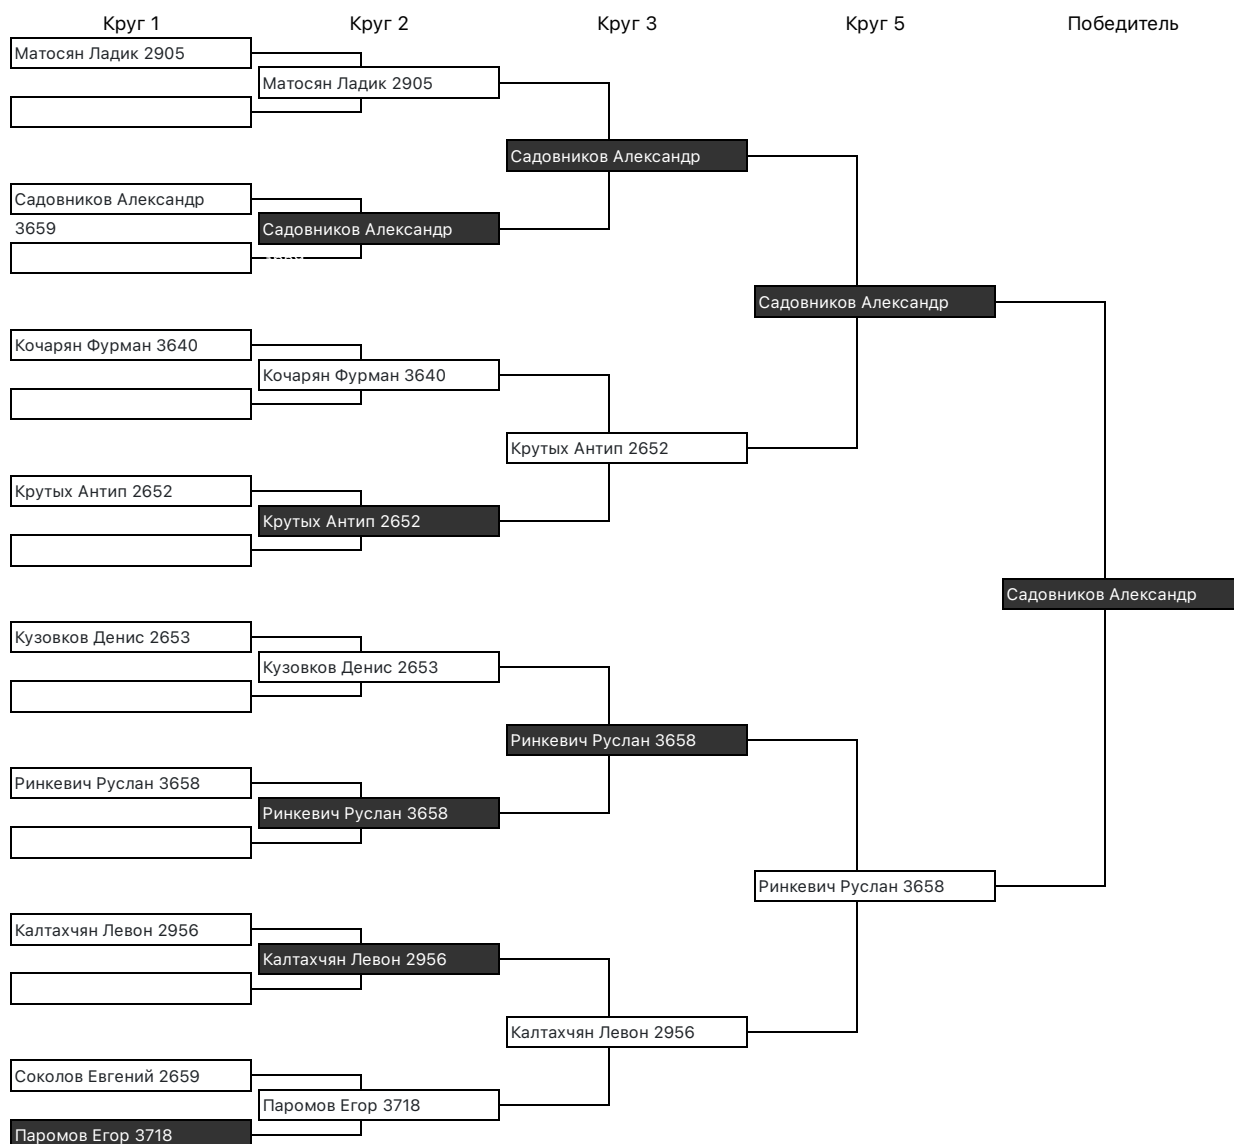 Круг 1
Круг 2
Круг 3
Круг 5
Победитель
Матосян Ладик 2905
Матосян Ладик 2905
Садовников Александр
Садовников Александр
3659
Садовников Александр
Садовников Александр
Кочарян Фурман 3640
Кочарян Фурман 3640
Крутых Антип 2652
Крутых Антип 2652
Крутых Антип 2652
Садовников Александр
Кузовков Денис 2653
Кузовков Денис 2653
Ринкевич Руслан 3658
Ринкевич Руслан 3658
Ринкевич Руслан 3658
Ринкевич Руслан 3658
Калтахчян Левон 2956
Калтахчян Левон 2956
Калтахчян Левон 2956
Соколов Евгений 2659
Паромов Егор 3718
Паромов Егор 3718